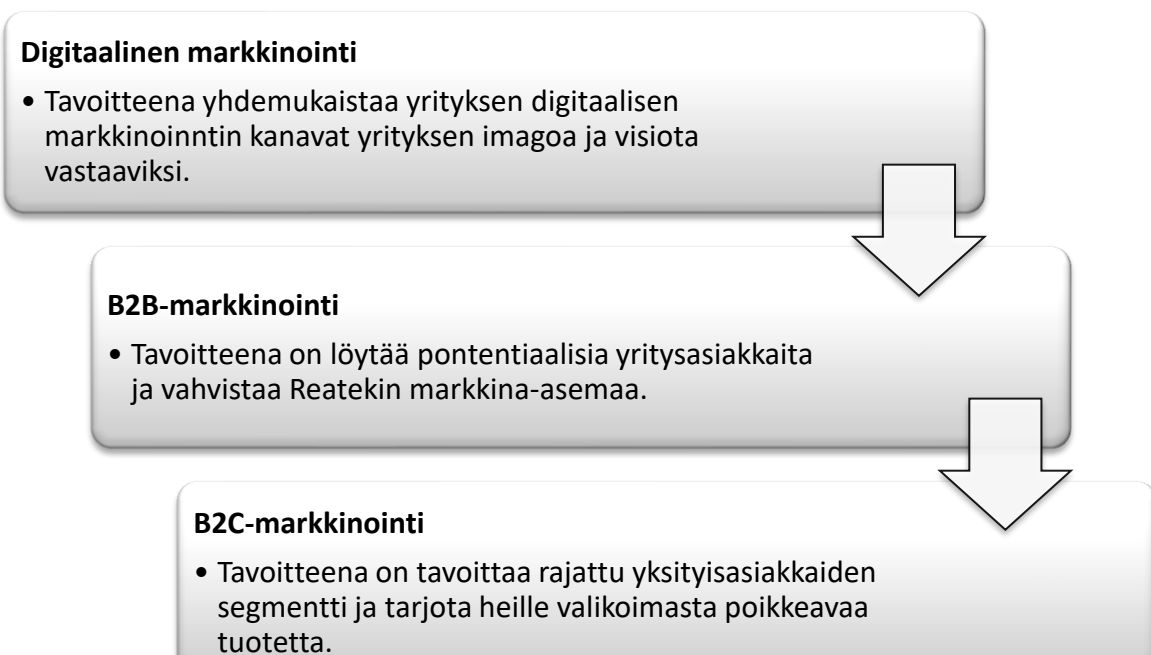 Digitaalinen markkinointi
• Tavoitteena yhdemukaistaa yrityksen digitaalisen
markkinoinntin kanavat yrityksen imagoa ja visiota
vastaaviksi.
B2B-markkinointi
• Tavoitteena on löytää pontentiaalisia yritysasiakkaita
ja vahvistaa Reatekin markkina-asemaa.
B2C-markkinointi
• Tavoitteena on tavoittaa rajattu yksityisasiakkaiden
segmentti ja tarjota heille valikoimasta poikkeavaa
tuotetta.